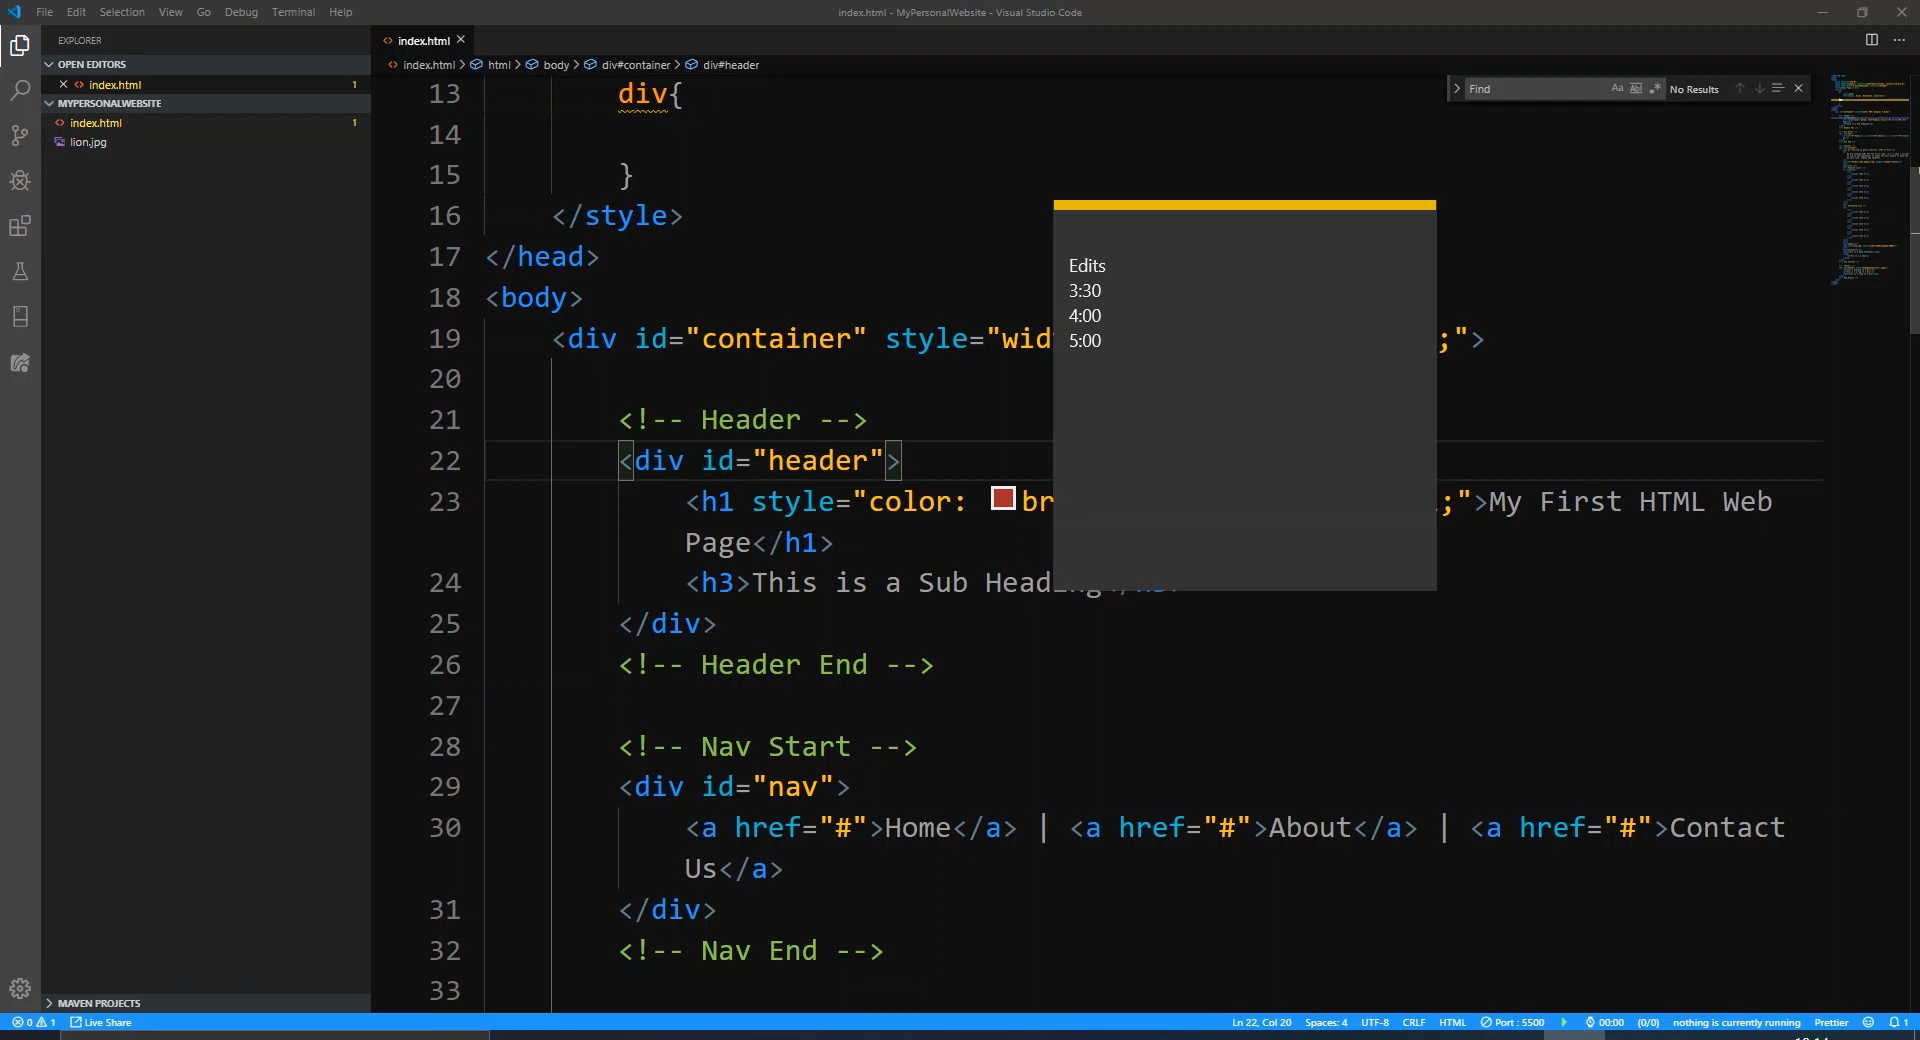 File Edit Selection View Go Debug Terminal Help
index.html - MyPersonalWebsite - Visual Studio Code
EXPLORER
OPEN EDITORS
index.html 1
MYPERSONALWEBSITE
index.html 1
lion.jpg
MAVEN PROJECTS
index.html
index.html > html > body > div#container > div#header
Find Aa Abl .* No Results
13 div{
14
15 }
16 </style>
17 </head>
18 <body>
19 <div id="container" style="wid ;">
20
21 <!-- Header -->
22 <div id="header">
23 <h1 style="color: br ;">My First HTML Web
Page</h1>
24 <h3>This is a Sub Heading
25 </div>
26 <!-- Header End -->
27
28 <!-- Nav Start -->
29 <div id="nav">
30 <a href="#">Home</a> | <a href="#">About</a> | <a href="#">Contact
Us</a>
31 </div>
32 <!-- Nav End -->
33
Edits
3:30
4:00
5:00
0 1 Live Share
Ln 22, Col 20 Spaces: 4 UTF-8 CRLF HTML Port : 5500 00:00 (0/0) nothing is currently running Prettier 1